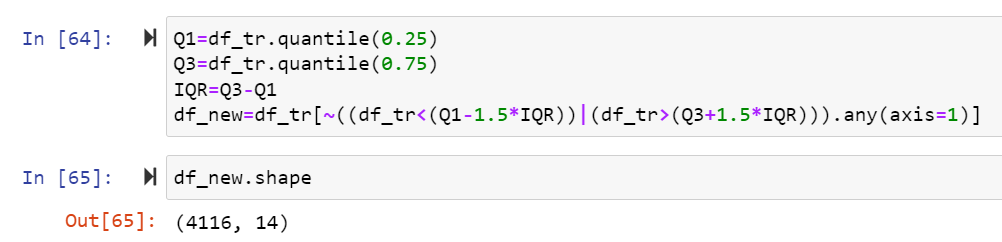 In [64]:
Q1=df_tr.quantile(0.25)
Q3=df_tr.quantile(0.75)
IQR=Q3-Q1
df_new=df_tr[~((df_tr<(Q1-1.5*IQR))|(df_tr>(Q3+1.5*IQR))).any(axis=1)]
In [65]:
df_new.shape
Out[65]: (4116, 14)